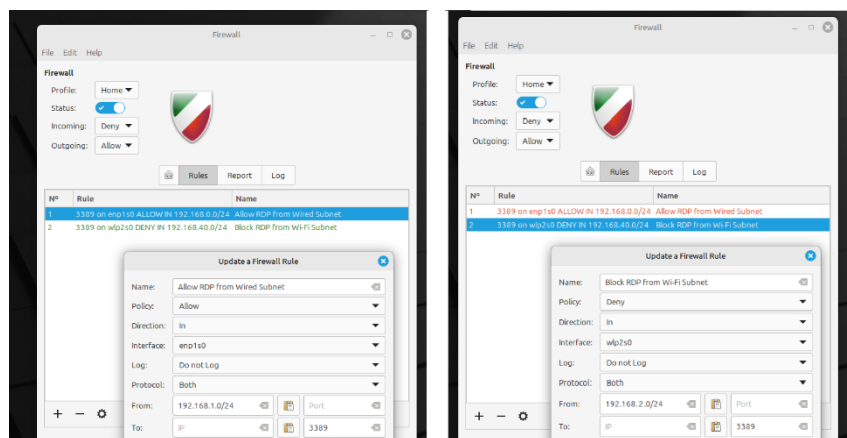 Firewall
File Edit Help
Firewall
Profile: Home
Status:
Incoming: Deny
Outgoing: Allow
Rules Report Log
Nº Rule Name
1 3389 on enp1s0 ALLOW IN 192.168.0.0/24 Allow RDP from Wired Subnet
2 3389 on wlp2s0 DENY IN 192.168.40.0/24 Block RDP from Wi-Fi Subnet
Update a Firewall Rule
Name: Allow RDP from Wired Subnet
Policy: Allow
Direction: In
Interface: enp1s0
Log: Do not Log
Protocol: Both
From: 192.168.1.0/24 Port
To: IP 3389
Firewall
File Edit Help
Firewall
Profile: Home
Status:
Incoming: Deny
Outgoing: Allow
Rules Report Log
Nº Rule Name
1 3389 on enp1s0 ALLOW IN 192.168.0.0/24 Allow RDP from Wired Subnet
2 3389 on wlp2s0 DENY IN 192.168.40.0/24 Block RDP from Wi-Fi Subnet
Update a Firewall Rule
Name: Block RDP from Wi-Fi Subnet
Policy: Deny
Direction: In
Interface: wlp2s0
Log: Do not Log
Protocol: Both
From: 192.168.2.0/24 Port
To: IP 3389